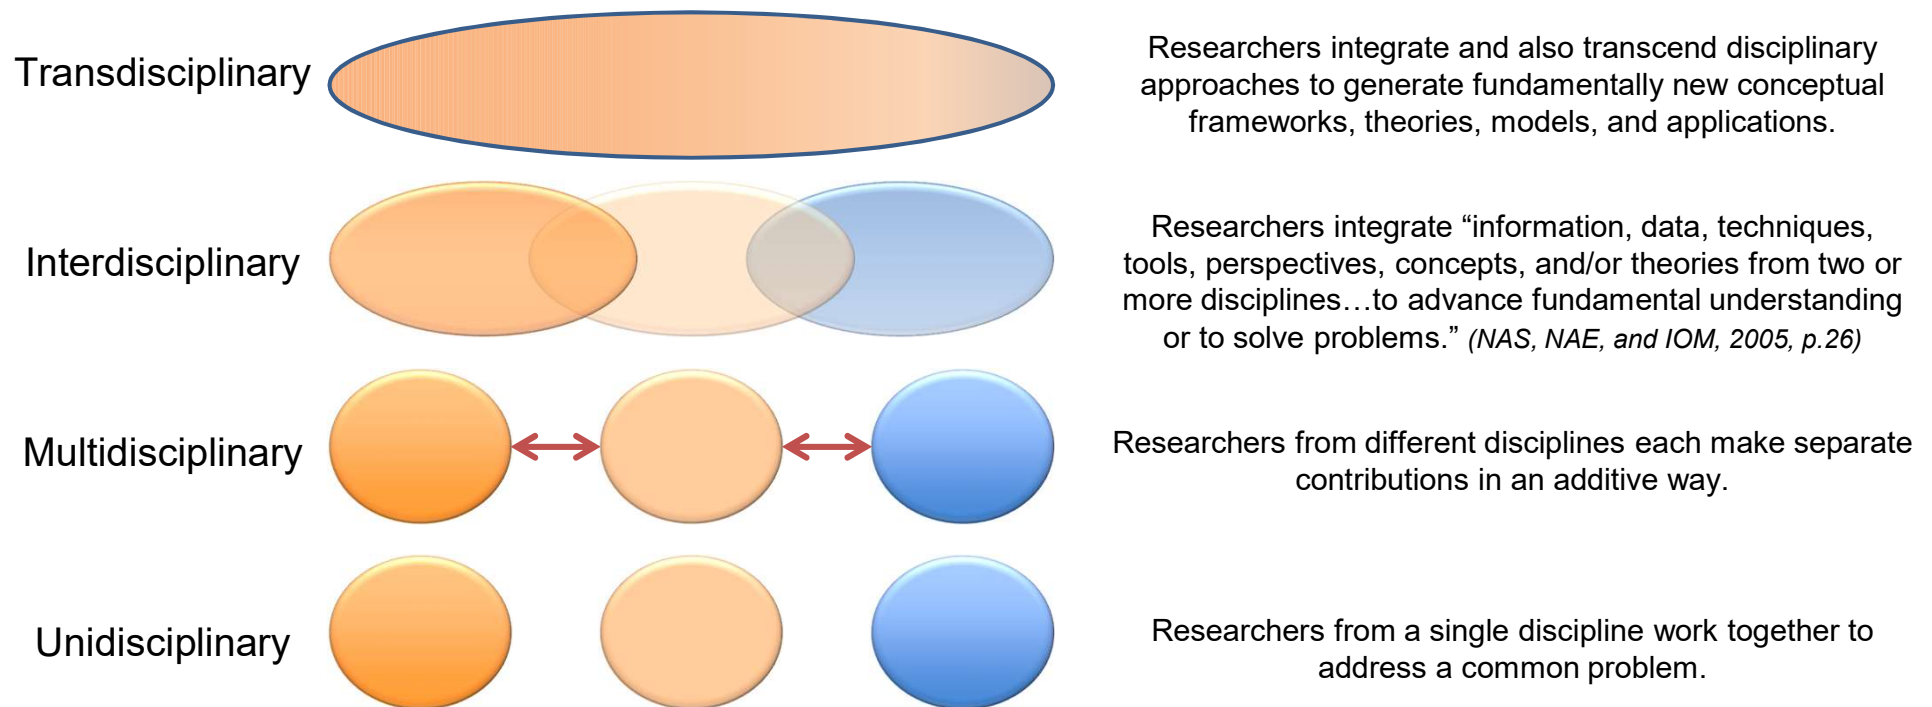 Transdisciplinary
Researchers integrate and also transcend disciplinary
approaches to generate fundamentally new conceptual
frameworks, theories, models, and applications.
Interdisciplinary
Researchers integrate “information, data, techniques,
tools, perspectives, concepts, and/or theories from two or
more disciplines…to advance fundamental understanding
or to solve problems.” (NAS, NAE, and IOM, 2005, p.26)
Multidisciplinary
Researchers from different disciplines each make separate
contributions in an additive way.
Unidisciplinary
Researchers from a single discipline work together to
address a common problem.